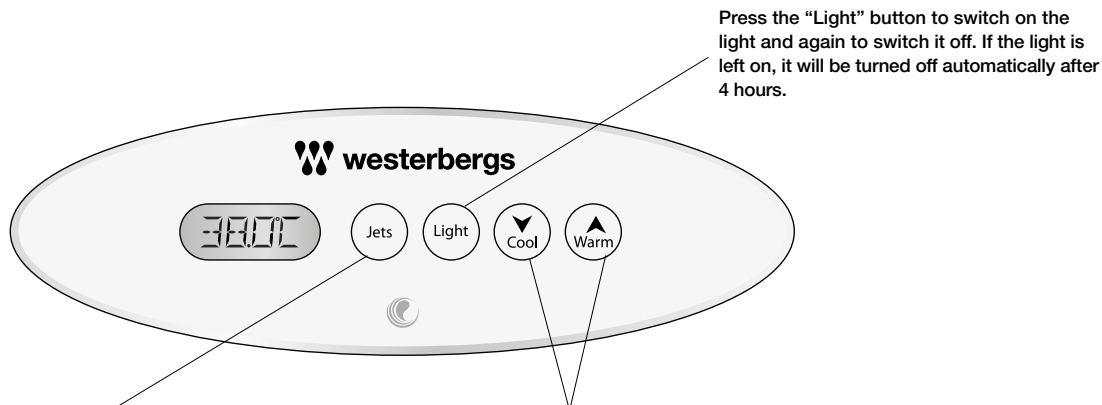 Press the “Light” button to switch on the
light and again to switch it off. If the light is
left on, it will be turned off automatically after
4 hours.
westerbergs
38.0°C
Jets
Light
Cool
Warm